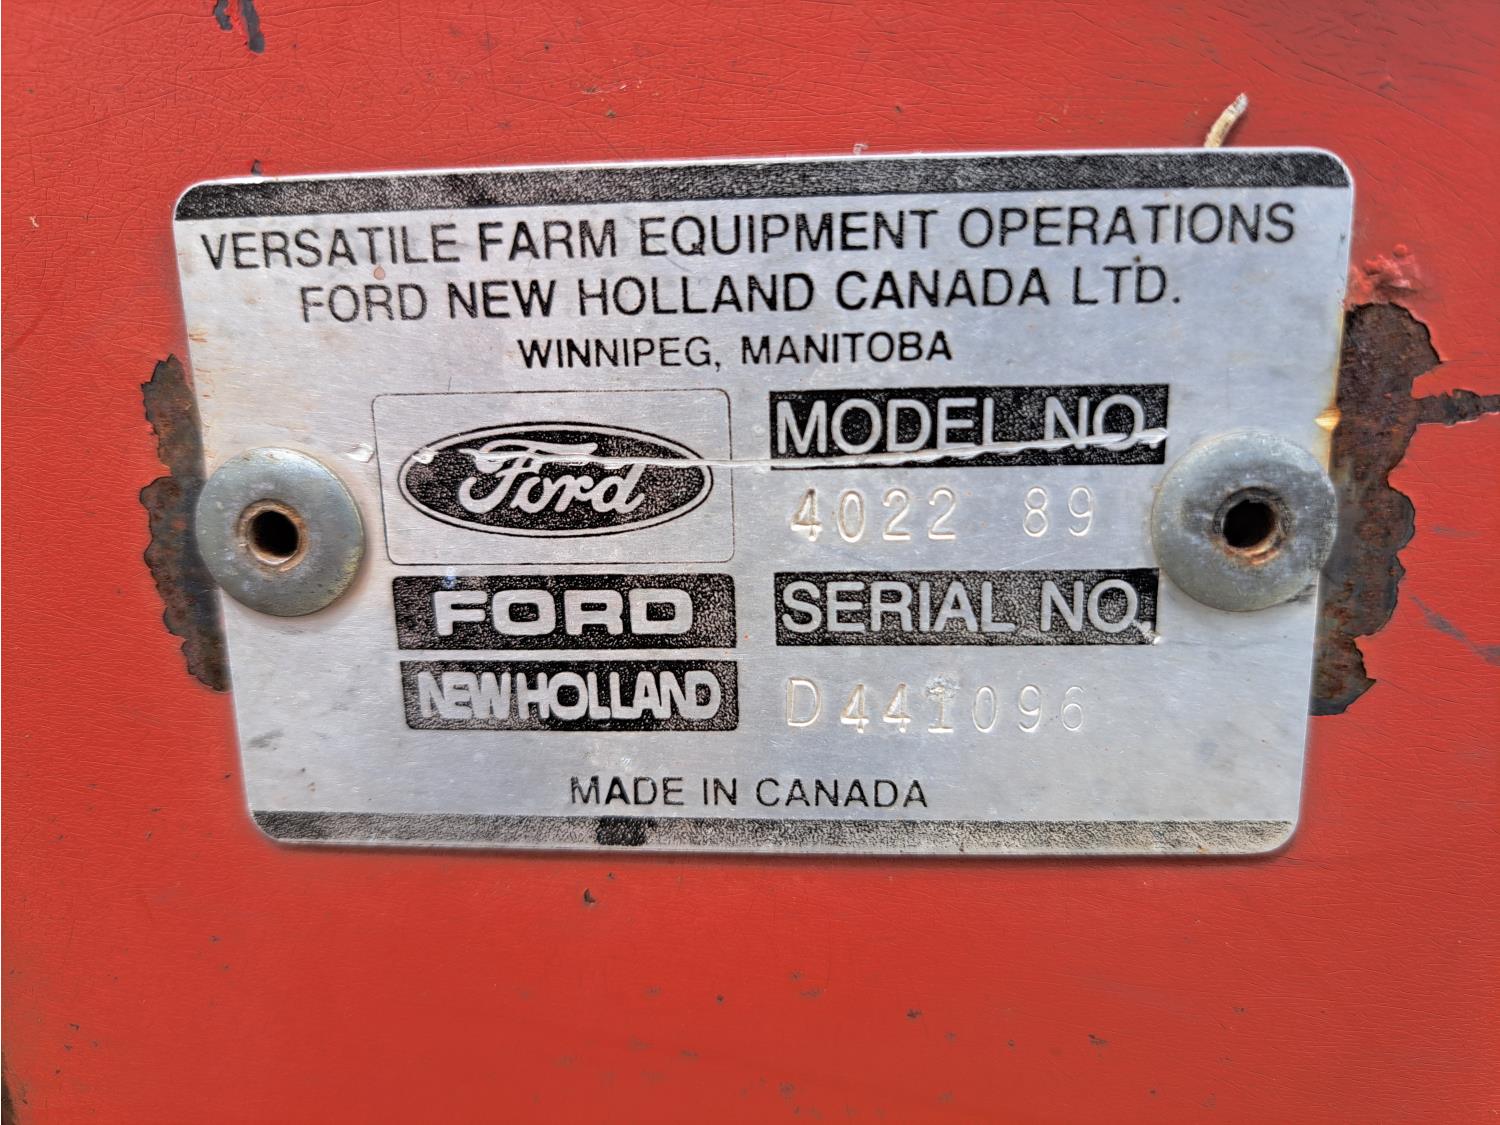 VERSATILE FARM EQUIPMENT OPERATIONS
FORD NEW HOLLAND CANADA LTD.
WINNIPEG, MANITOBA
Ford
MODEL NO.
4022 89
FORD
SERIAL NO.
NEW HOLLAND
D441096
MADE IN CANADA